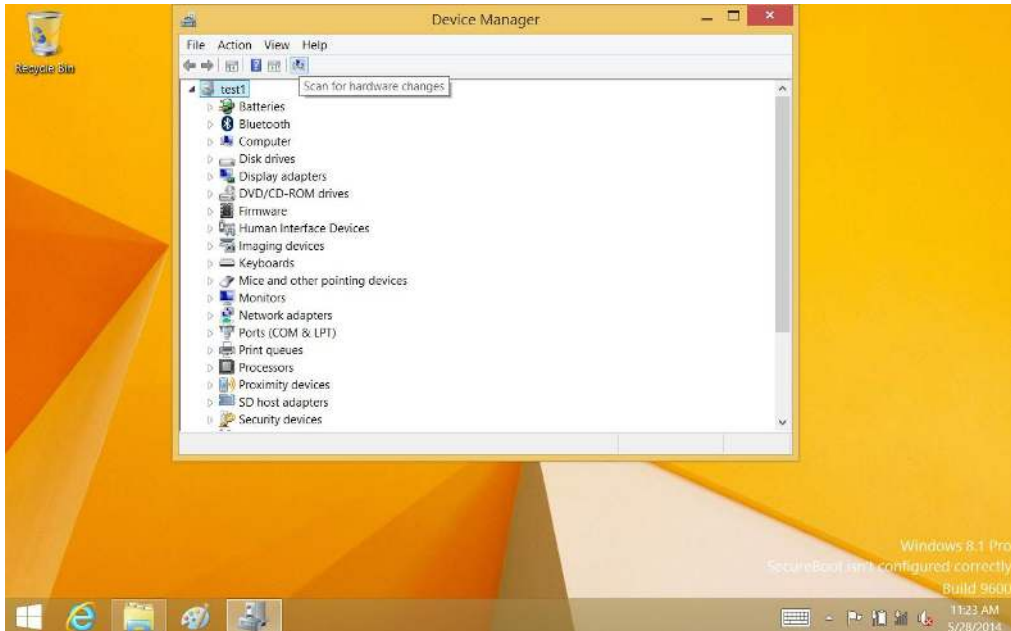 Recycle Bin
Device Manager
File Action View Help
Scan for hardware changes
test1
Batteries
Bluetooth
Computer
Disk drives
Display adapters
DVD/CD-ROM drives
Firmware
Human Interface Devices
Imaging devices
Keyboards
Mice and other pointing devices
Monitors
Network adapters
Ports (COM & LPT)
Print queues
Processors
Proximity devices
SD host adapters
Security devices
Windows 8.1 Pro
SecureBoot isn't configured correctly
Build 9600
11:23 AM
5/28/2014